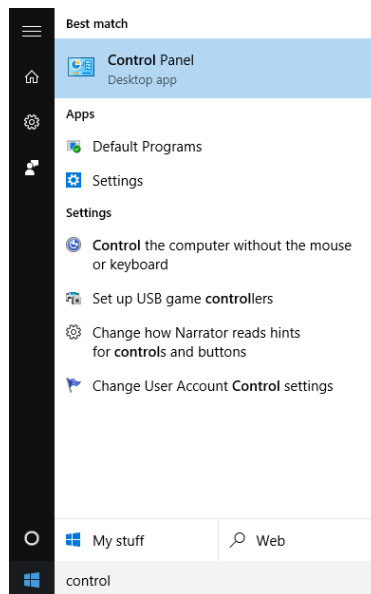 Best match
Control Panel
Desktop app
Apps
Default Programs
Settings
Settings
Control the computer without the mouse
or keyboard
Set up USB game controllers
Change how Narrator reads hints
for controls and buttons
Change User Account Control settings
My stuff
Web
control